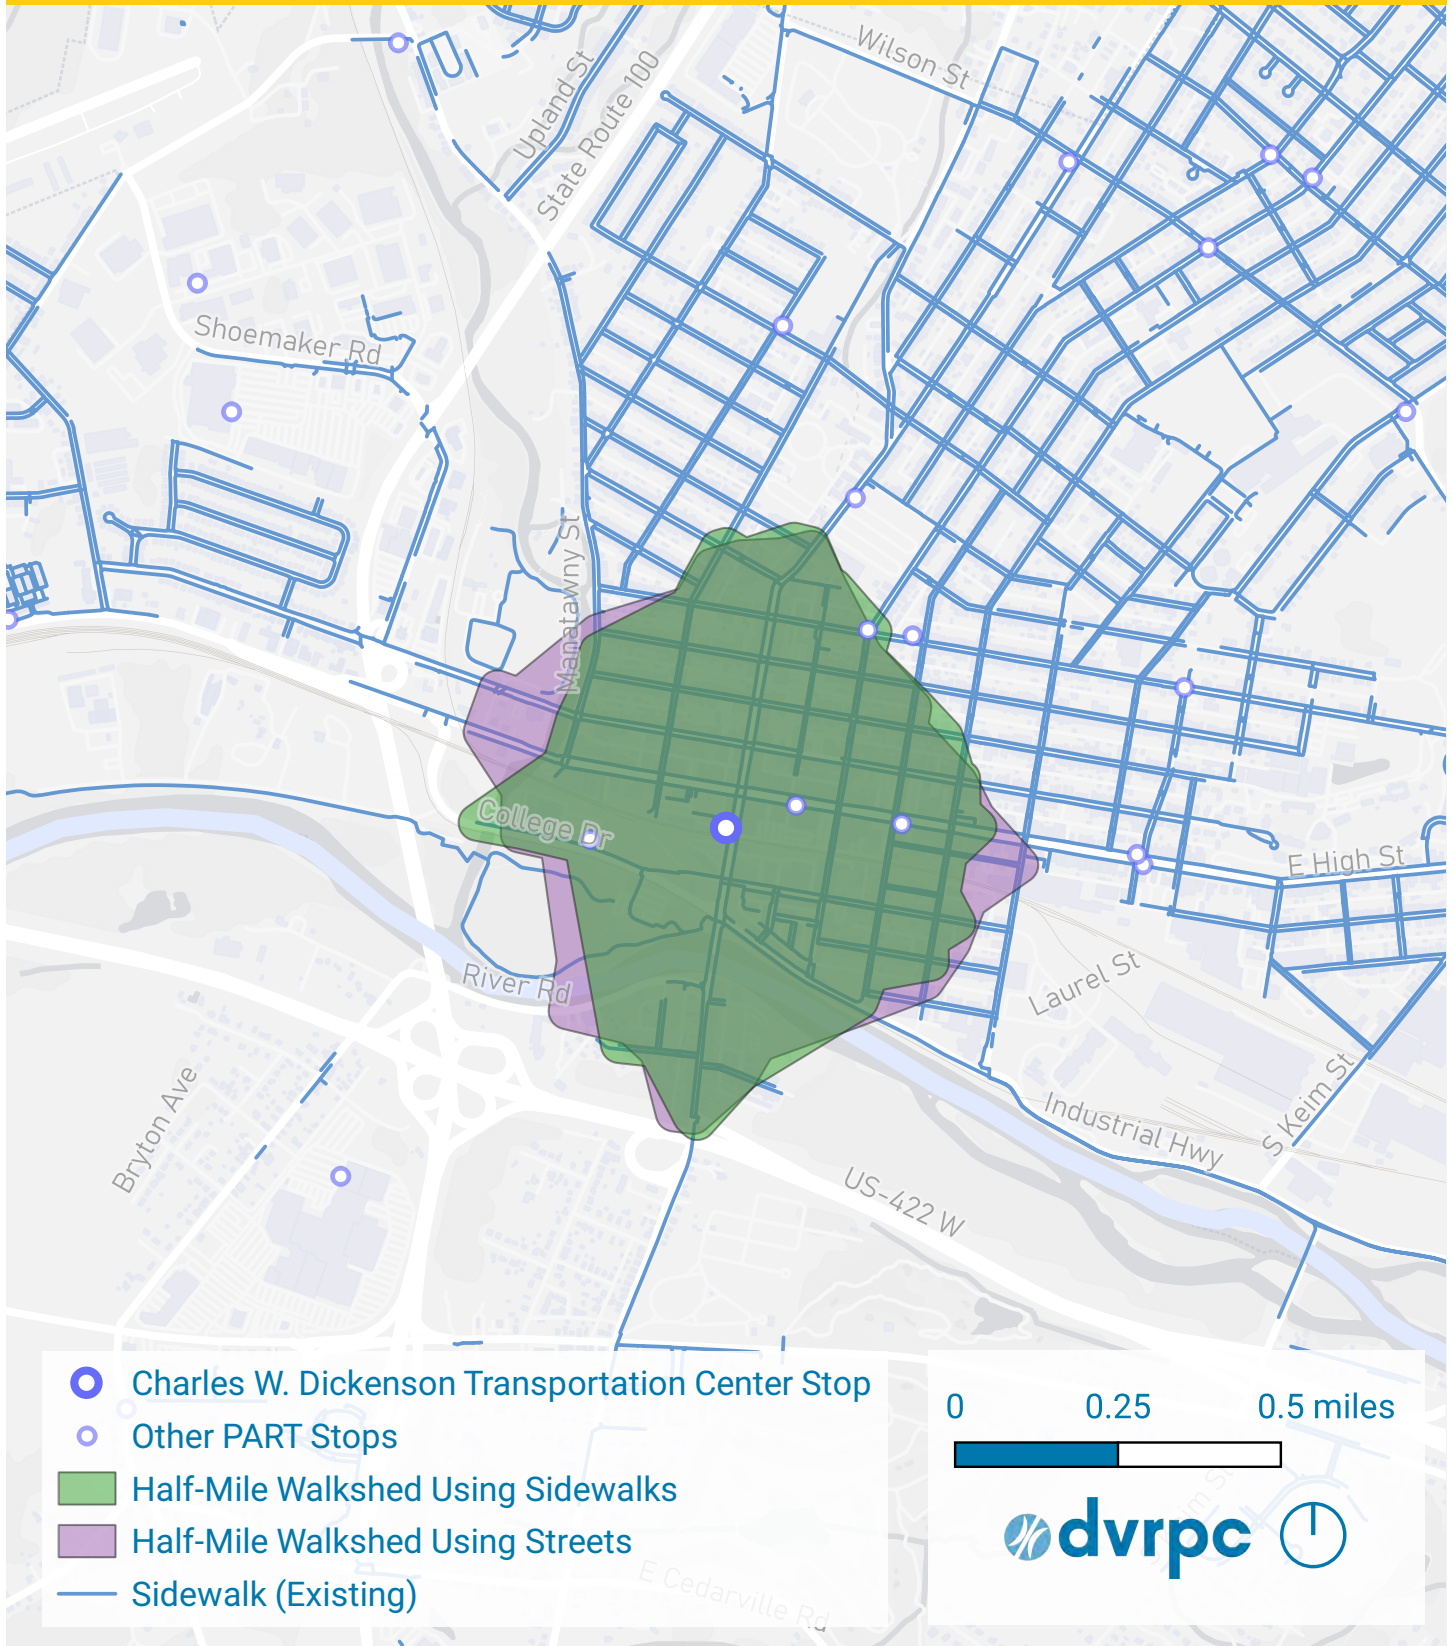 Wilson St
Upland St
State Route 100
Shoemaker Rd
Manatawny St
College Dr
E High St
River Rd
Laurel St
Bryton Ave
Industrial Hwy
S Keim St
US-422 W
Charles W. Dickenson Transportation Center Stop
Other PART Stops
Half-Mile Walkshed Using Sidewalks
Half-Mile Walkshed Using Streets
Sidewalk (Existing)
0 0.25 0.5 miles
dvrpc
E Cedarville Rd